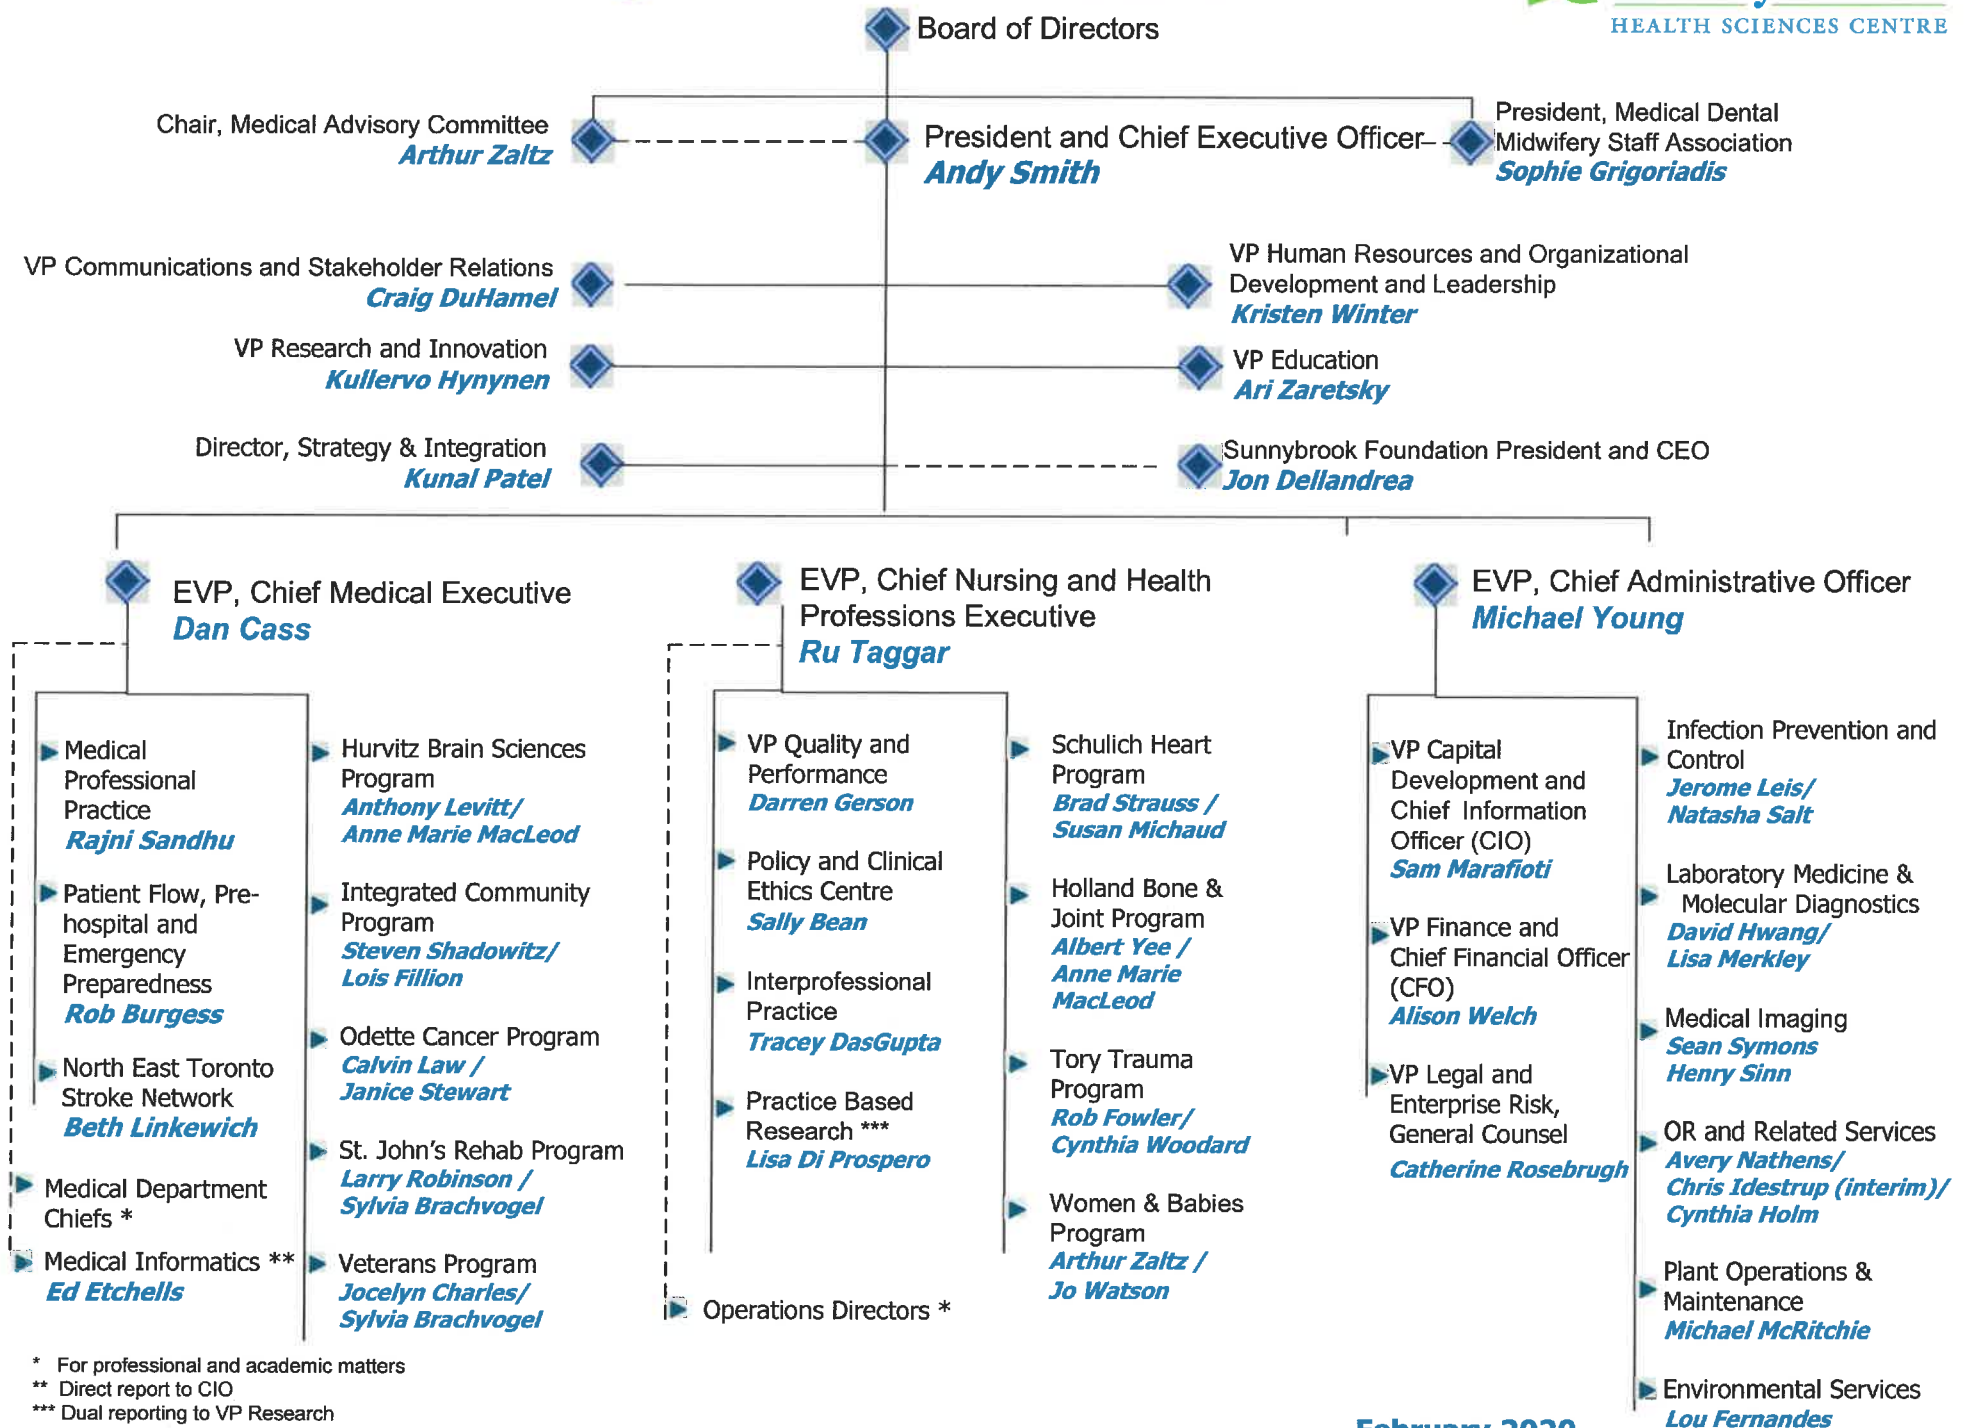 HEALTH SCIENCES CENTRE
Board of Directors
Chair, Medical Advisory Committee
Arthur Zaltz
President and Chief Executive Officer
Andy Smith
President, Medical Dental
Midwifery Staff Association
Sophie Grigoriadis
VP Communications and Stakeholder Relations
Craig DuHamel
VP Human Resources and Organizational
Development and Leadership
Kristen Winter
VP Research and Innovation
Kullervo Hynynen
VP Education
Ari Zaretsky
Director, Strategy & Integration
Kunal Patel
Sunnybrook Foundation President and CEO
Jon Dellandrea
EVP, Chief Medical Executive
Dan Cass
EVP, Chief Nursing and Health
Professions Executive
Ru Taggar
EVP, Chief Administrative Officer
Michael Young
Medical
Professional
Practice
Rajni Sandhu
Patient Flow, Pre-
hospital and
Emergency
Preparedness
Rob Burgess
North East Toronto
Stroke Network
Beth Linkewich
Medical Department
Chiefs *
Medical Informatics **
Ed Etchells
Hurvitz Brain Sciences
Program
Anthony Levitt/
Anne Marie MacLeod
Integrated Community
Program
Steven Shadowitz/
Lois Fillion
Odette Cancer Program
Calvin Law /
Janice Stewart
St. John's Rehab Program
Larry Robinson /
Sylvia Brachvogel
Veterans Program
Jocelyn Charles/
Sylvia Brachvogel
VP Quality and
Performance
Darren Gerson
Policy and Clinical
Ethics Centre
Sally Bean
Interprofessional
Practice
Tracey DasGupta
Practice Based
Research ***
Lisa Di Prospero
Operations Directors *
Schulich Heart
Program
Brad Strauss /
Susan Michaud
Holland Bone &
Joint Program
Albert Yee /
Anne Marie
MacLeod
Tory Trauma
Program
Rob Fowler/
Cynthia Woodard
Women & Babies
Program
Arthur Zaltz /
Jo Watson
VP Capital
Development and
Chief Information
Officer (CIO)
Sam Marafioti
VP Finance and
Chief Financial Officer
(CFO)
Alison Welch
VP Legal and
Enterprise Risk,
General Counsel
Catherine Rosebrugh
Infection Prevention and
Control
Jerome Leis/
Natasha Salt
Laboratory Medicine &
Molecular Diagnostics
David Hwang/
Lisa Merkley
Medical Imaging
Sean Symons
Henry Sinn
OR and Related Services
Avery Nathens/
Chris Idestrup (interim)/
Cynthia Holm
Plant Operations &
Maintenance
Michael McRitchie
Environmental Services
Lou Fernandes
* For professional and academic matters
** Direct report to CIO
*** Dual reporting to VP Research
February 2020